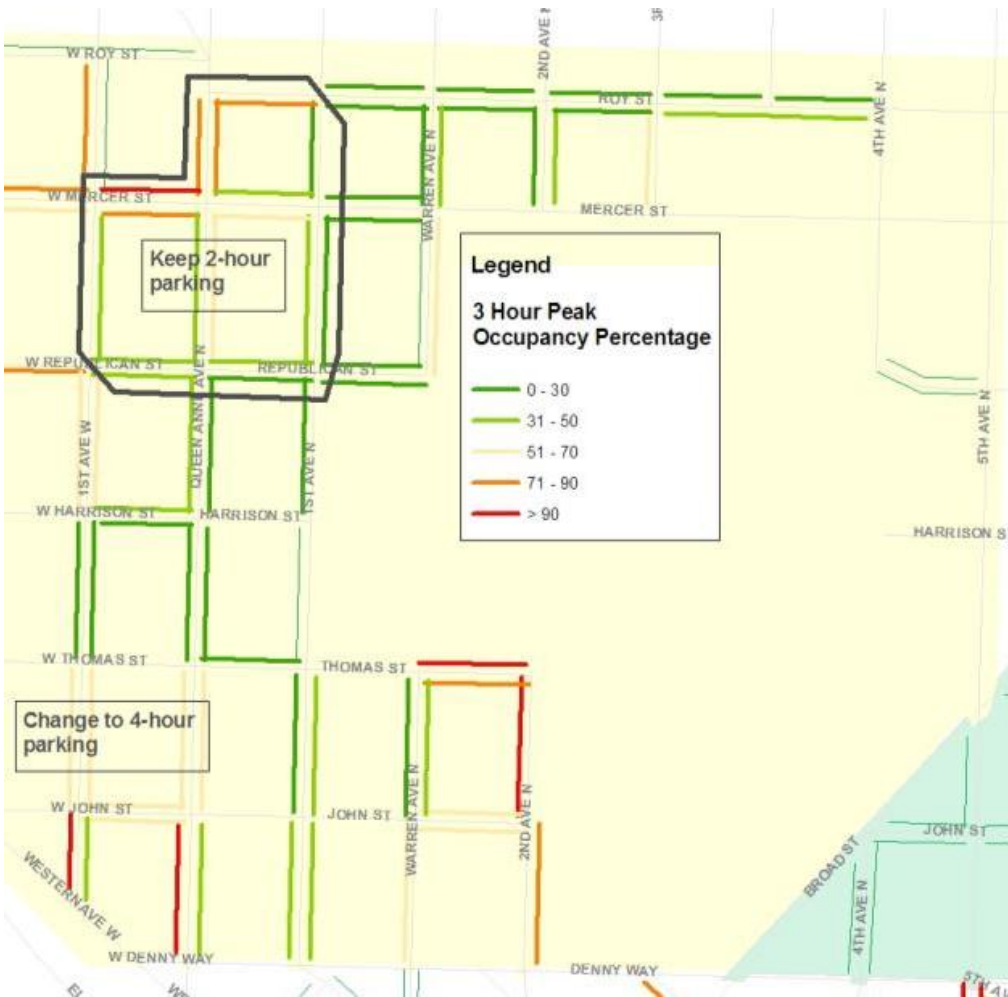 2ND AVE N
W ROY ST
ROY ST
4TH AVE N
WARREN AVE N
W MERCER ST
MERCER ST
Keep 2-hour
parking
Legend
3 Hour Peak
Occupancy Percentage
0 - 30
31 - 50
51 - 70
71 - 90
> 90
W REPUBLICAN ST
REPUBLICAN ST
QUEEN ANNE AVE N
1ST AVE W
1ST AVE N
5TH AVE N
W HARRISON ST
HARRISON ST
HARRISON S
W THOMAS ST
THOMAS ST
Change to 4-hour
parking
W JOHN ST
JOHN ST
WARREN AVE N
2ND AVE N
JOHN ST
BROAD ST
4TH AVE N
WESTERN AVE W
W DENNY WAY
DENNY WAY
5TH AV